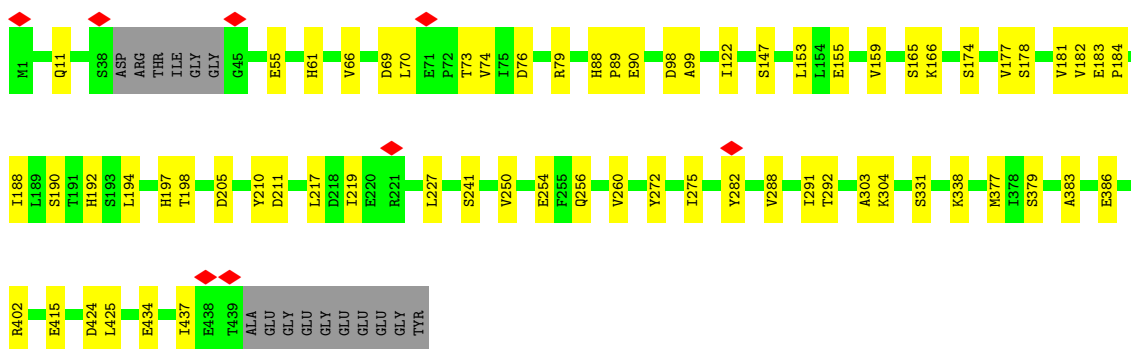 M1 Q11 S38 ASP ARG THR ILE GLY GLY G45 E55 H61 V66 D69 L70 E71 P72 T73 V74 I75 D76 R79 H88 P89 E90 D98 A99 I122 S147 L153 L154 E155 V159 S165 K166 S174 V177 S178 V181 V182 E183 P184
I188 L189 S190 T191 H192 S193 L194 H197 T198 D205 Y210 D211 L217 D218 I219 E220 R221 L227 S241 V250 E254 F255 Q256 V260 Y272 I275 Y282 V288 I291 T292 A303 K304 S331 K338 M377 I378 S379 A383 E386
R402 E415 D424 L425 E434 I437 E438 T439 ALA GLU GLY GLU GLY GLU GLU GLU GLY TYR